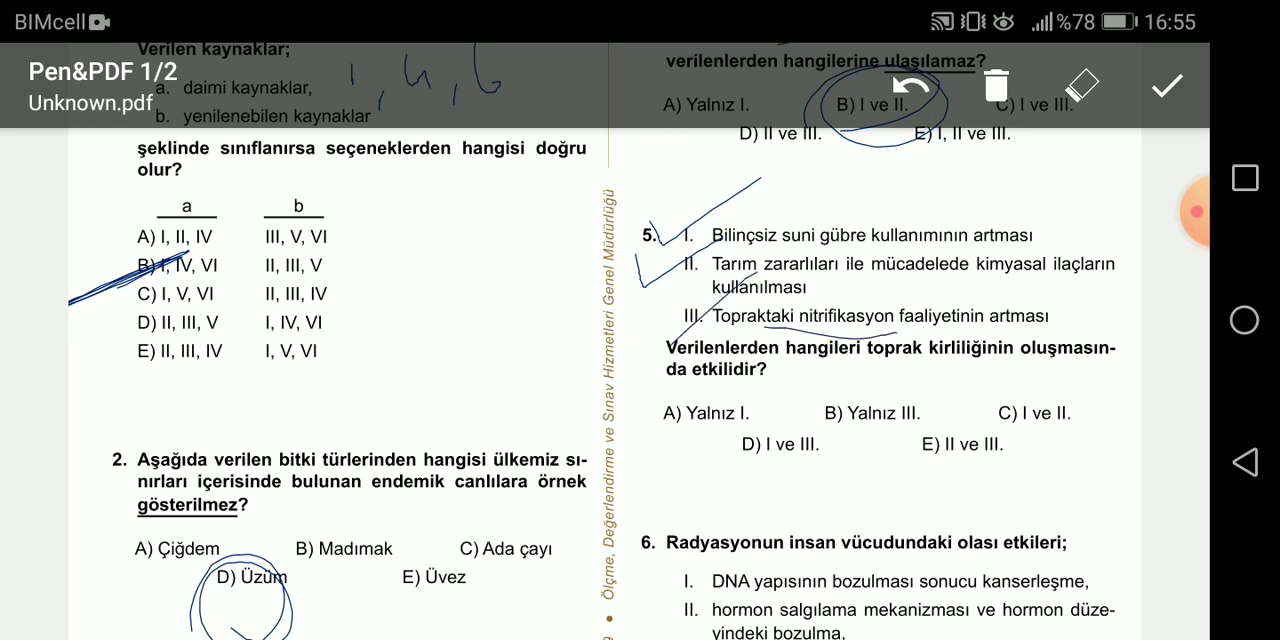 BIMcell
%78 16:55
Pen&PDF 1/2
Unknown.pdf
Verilen kaynaklar;
a. daimi kaynaklar,
b. yenilenebilen kaynaklar
1, 4, 6
şeklinde sınıflanırsa seçeneklerden hangisi doğru
olur?
a b
A) I, II, IV III, V, VI
B) I, IV, VI II, III, V
C) I, V, VI II, III, IV
D) II, III, V I, IV, VI
E) II, III, IV I, V, VI
2. Aşağıda verilen bitki türlerinden hangisi ülkemiz sı-
nırları içerisinde bulunan endemik canlılara örnek
gösterilmez?
A) Çiğdem B) Madımak C) Ada çayı
D) Üzüm E) Üvez
Ölçme, Değerlendirme ve Sınav Hizmetleri Genel Müdürlüğü
verilenlerden hangilerine ulaşılamaz?
A) Yalnız I. B) I ve II. C) I ve III.
D) II ve III. E) I, II ve III.
5. I. Bilinçsiz suni gübre kullanımının artması
II. Tarım zararlıları ile mücadelede kimyasal ilaçların
kullanılması
III. Topraktaki nitrifikasyon faaliyetinin artması
Verilenlerden hangileri toprak kirliliğinin oluşmasın-
da etkilidir?
A) Yalnız I. B) Yalnız III. C) I ve II.
D) I ve III. E) II ve III.
6. Radyasyonun insan vücudundaki olası etkileri;
I. DNA yapısının bozulması sonucu kanserleşme,
II. hormon salgılama mekanizması ve hormon düze-
yindeki bozulma,